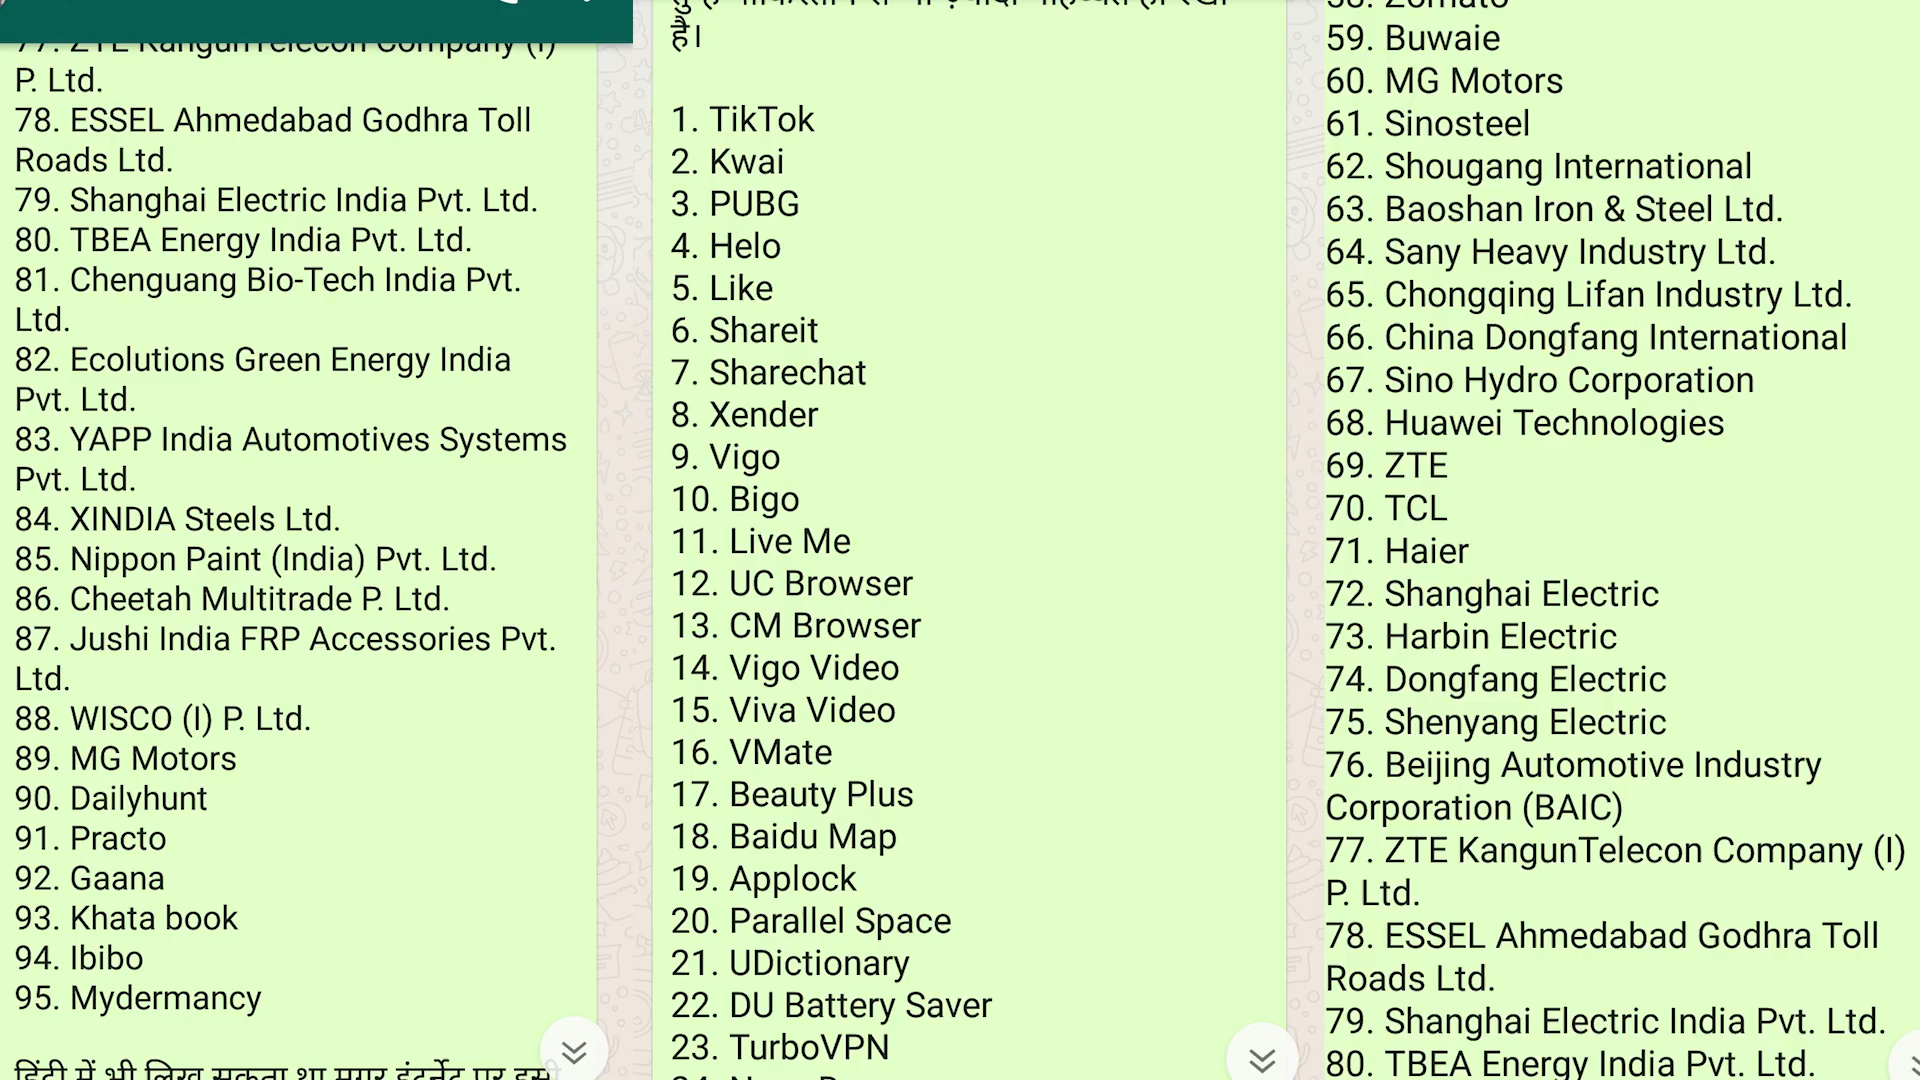 P. Ltd.
78. ESSEL Ahmedabad Godhra Toll
Roads Ltd.
79. Shanghai Electric India Pvt. Ltd.
80. TBEA Energy India Pvt. Ltd.
81. Chenguang Bio-Tech India Pvt.
Ltd.
82. Ecolutions Green Energy India
Pvt. Ltd.
83. YAPP India Automotives Systems
Pvt. Ltd.
84. XINDIA Steels Ltd.
85. Nippon Paint (India) Pvt. Ltd.
86. Cheetah Multitrade P. Ltd.
87. Jushi India FRP Accessories Pvt.
Ltd.
88. WISCO (I) P. Ltd.
89. MG Motors
90. Dailyhunt
91. Practo
92. Gaana
93. Khata book
94. Ibibo
95. Mydermancy
हिंदी में भी लिख सकता था मगर इंटर्नेट पर इस
है।
1. TikTok
2. Kwai
3. PUBG
4. Helo
5. Like
6. Shareit
7. Sharechat
8. Xender
9. Vigo
10. Bigo
11. Live Me
12. UC Browser
13. CM Browser
14. Vigo Video
15. Viva Video
16. VMate
17. Beauty Plus
18. Baidu Map
19. Applock
20. Parallel Space
21. UDictionary
22. DU Battery Saver
23. TurboVPN
58. Zomato
59. Buwaie
60. MG Motors
61. Sinosteel
62. Shougang International
63. Baoshan Iron & Steel Ltd.
64. Sany Heavy Industry Ltd.
65. Chongqing Lifan Industry Ltd.
66. China Dongfang International
67. Sino Hydro Corporation
68. Huawei Technologies
69. ZTE
70. TCL
71. Haier
72. Shanghai Electric
73. Harbin Electric
74. Dongfang Electric
75. Shenyang Electric
76. Beijing Automotive Industry
Corporation (BAIC)
77. ZTE KangunTelecon Company (I)
P. Ltd.
78. ESSEL Ahmedabad Godhra Toll
Roads Ltd.
79. Shanghai Electric India Pvt. Ltd.
80. TBEA Energy India Pvt. Ltd.